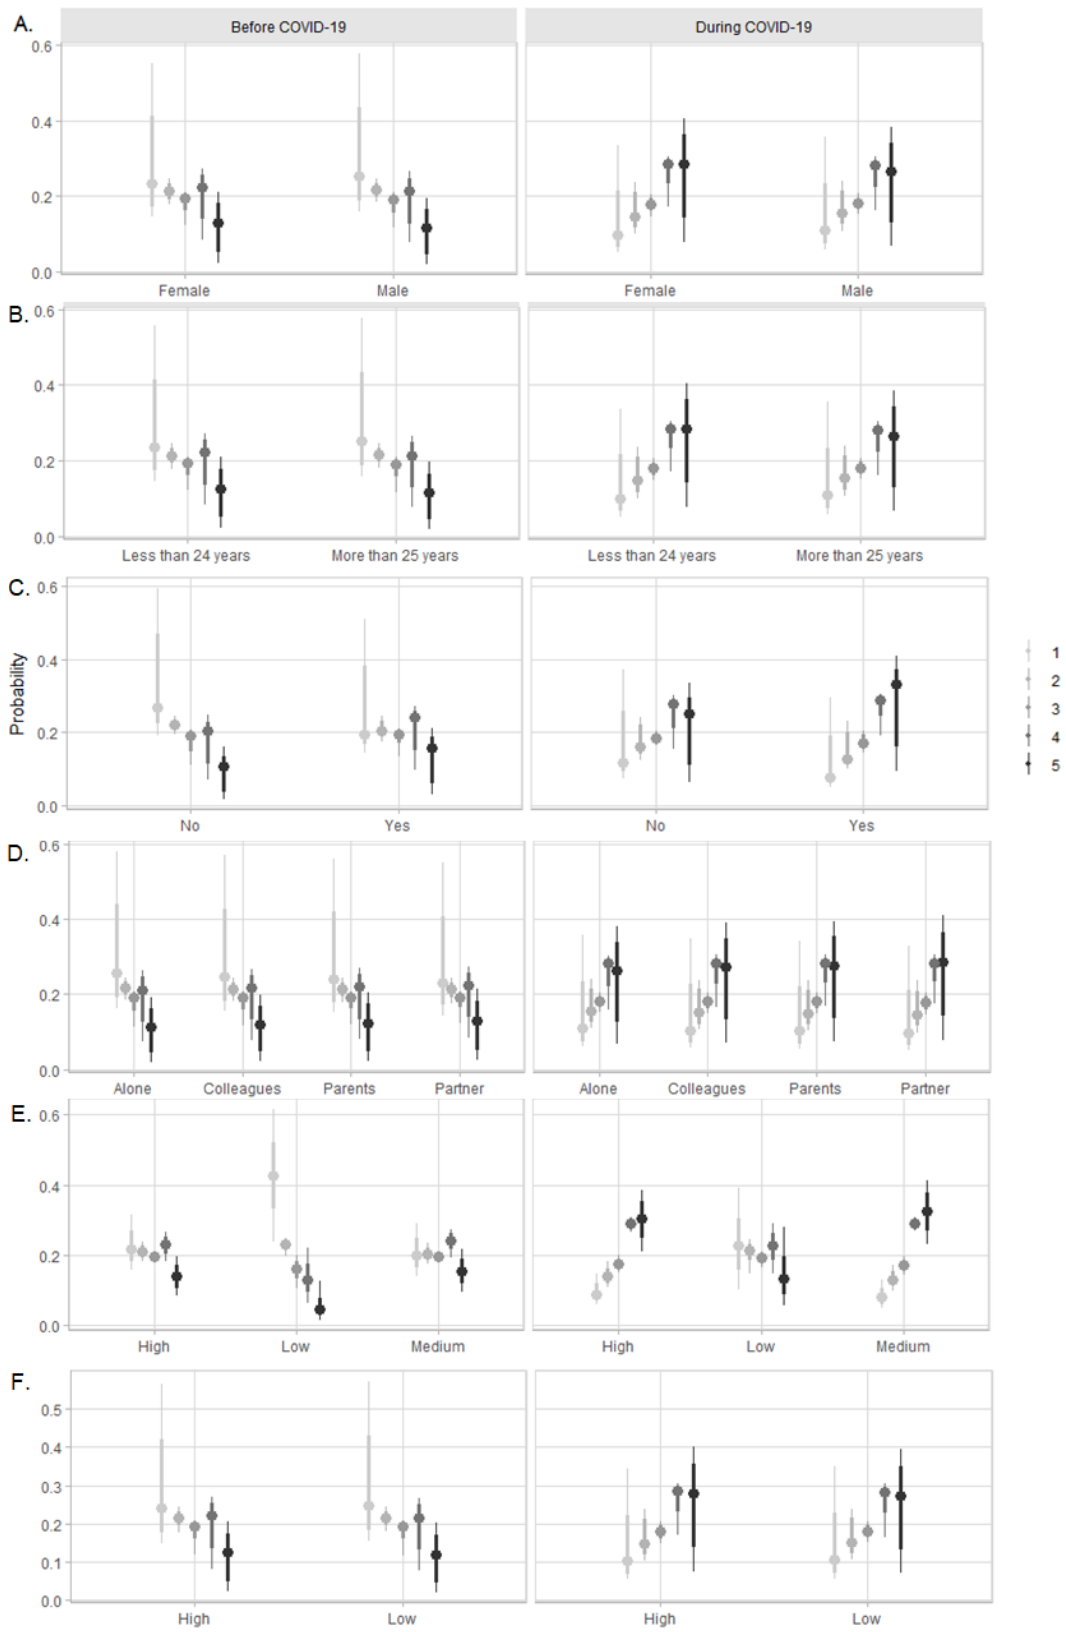 A.
Before COVID-19 During COVID-19
0.6
0.4
0.2
0.0
Female Male Female Male
B.
0.6
0.4
0.2
0.0
Less than 24 years More than 25 years Less than 24 years More than 25 years
C.
0.6
0.4
0.2
0.0
Probability
No Yes No Yes
1
2
3
4
5
D.
0.6
0.4
0.2
0.0
Alone Colleagues Parents Partner Alone Colleagues Parents Partner
E.
0.6
0.4
0.2
0.0
High Low Medium High Low Medium
F.
0.5
0.4
0.3
0.2
0.1
0.0
High Low High Low